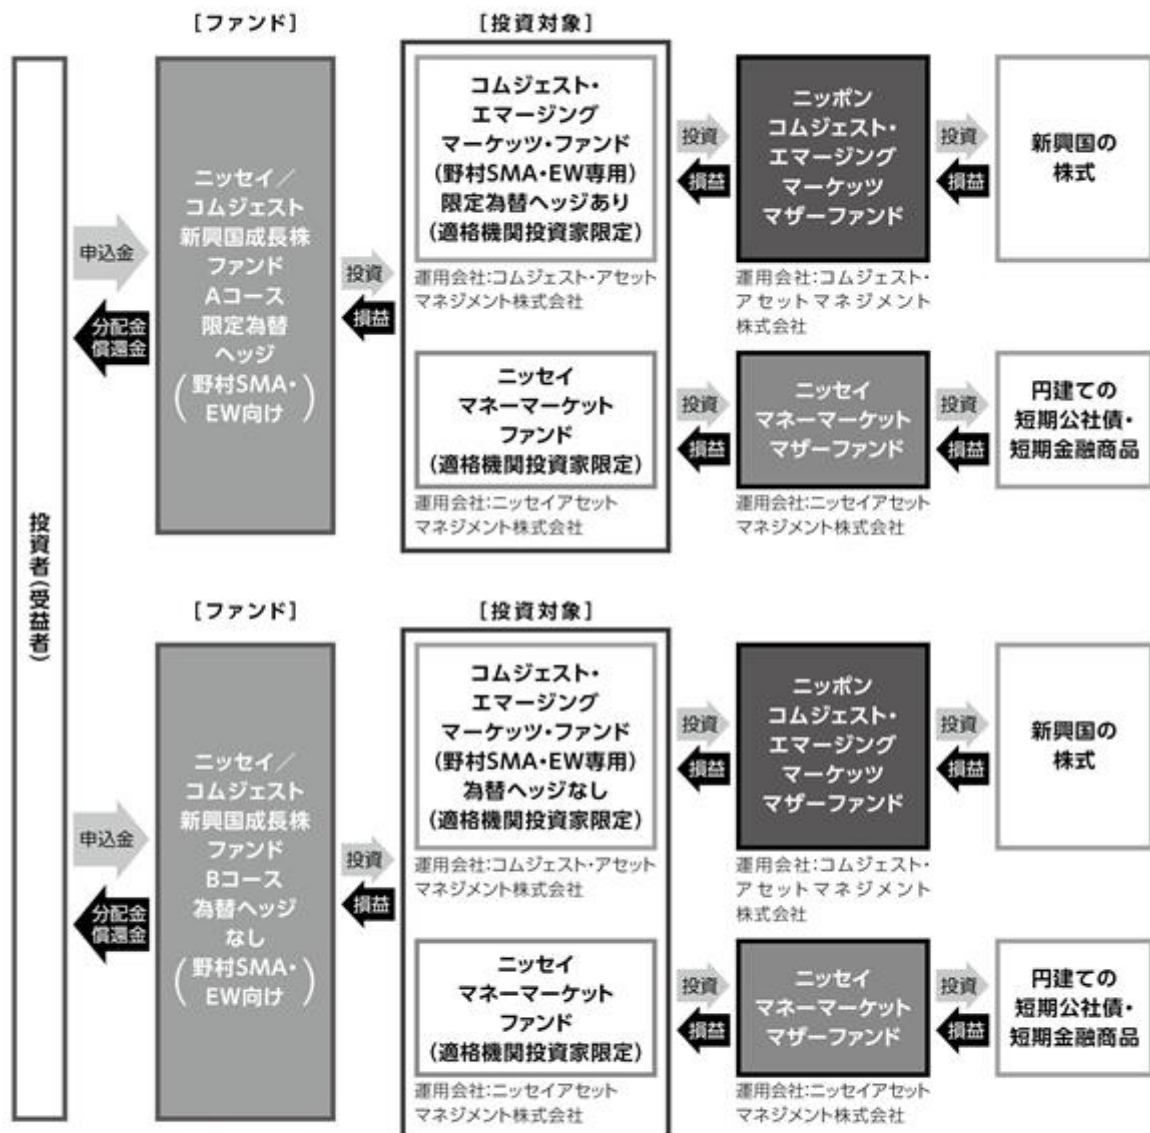 [ファンド]
[投資対象]
投資者(受益者)
申込金
分配金
償還金
ニッセイ／
コムジェスト
新興国成長株
ファンド
Aコース
限定為替
ヘッジ
(野村SMA・
EW向け)
投資
損益
コムジェスト・
エマージング
マーケッツ・ファンド
(野村SMA・EW専用)
限定為替ヘッジあり
(適格機関投資家限定)
運用会社:コムジェスト・アセット
マネジメント株式会社
投資
損益
ニッポン
コムジェスト・
エマージング
マーケッツ
マザーファンド
運用会社:コムジェスト・
アセットマネジメント
株式会社
投資
損益
新興国の
株式
ニッセイ
マネーマーケット
ファンド
(適格機関投資家限定)
運用会社:ニッセイアセット
マネジメント株式会社
投資
損益
ニッセイ
マネーマーケット
マザーファンド
運用会社:ニッセイアセット
マネジメント株式会社
投資
損益
円建ての
短期公社債・
短期金融商品
[ファンド]
[投資対象]
申込金
分配金
償還金
ニッセイ／
コムジェスト
新興国成長株
ファンド
Bコース
為替ヘッジ
なし
(野村SMA・
EW向け)
投資
損益
コムジェスト・
エマージング
マーケッツ・ファンド
(野村SMA・EW専用)
為替ヘッジなし
(適格機関投資家限定)
運用会社:コムジェスト・アセット
マネジメント株式会社
投資
損益
ニッポン
コムジェスト・
エマージング
マーケッツ
マザーファンド
運用会社:コムジェスト・
アセットマネジメント
株式会社
投資
損益
新興国の
株式
ニッセイ
マネーマーケット
ファンド
(適格機関投資家限定)
運用会社:ニッセイアセット
マネジメント株式会社
投資
損益
ニッセイ
マネーマーケット
マザーファンド
運用会社:ニッセイアセット
マネジメント株式会社
投資
損益
円建ての
短期公社債・
短期金融商品